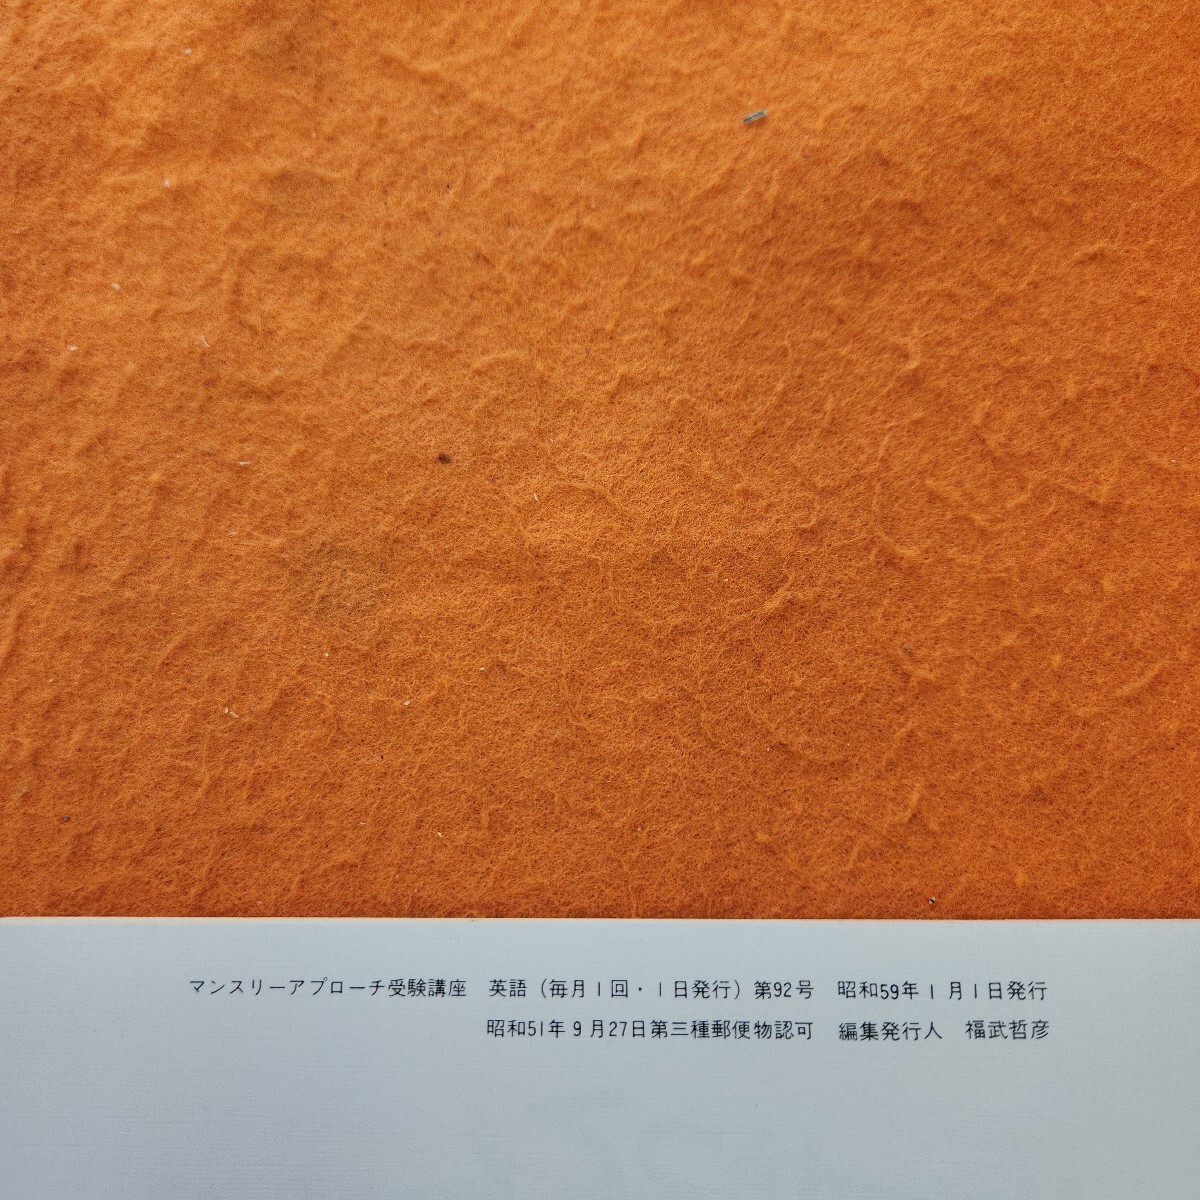 マンスリーアプローチ受験講座　英語（毎月1回・1日発行）第92号　昭和59年1月1日発行
昭和51年9月27日第三種郵便物認可　編集発行人　福武哲彦